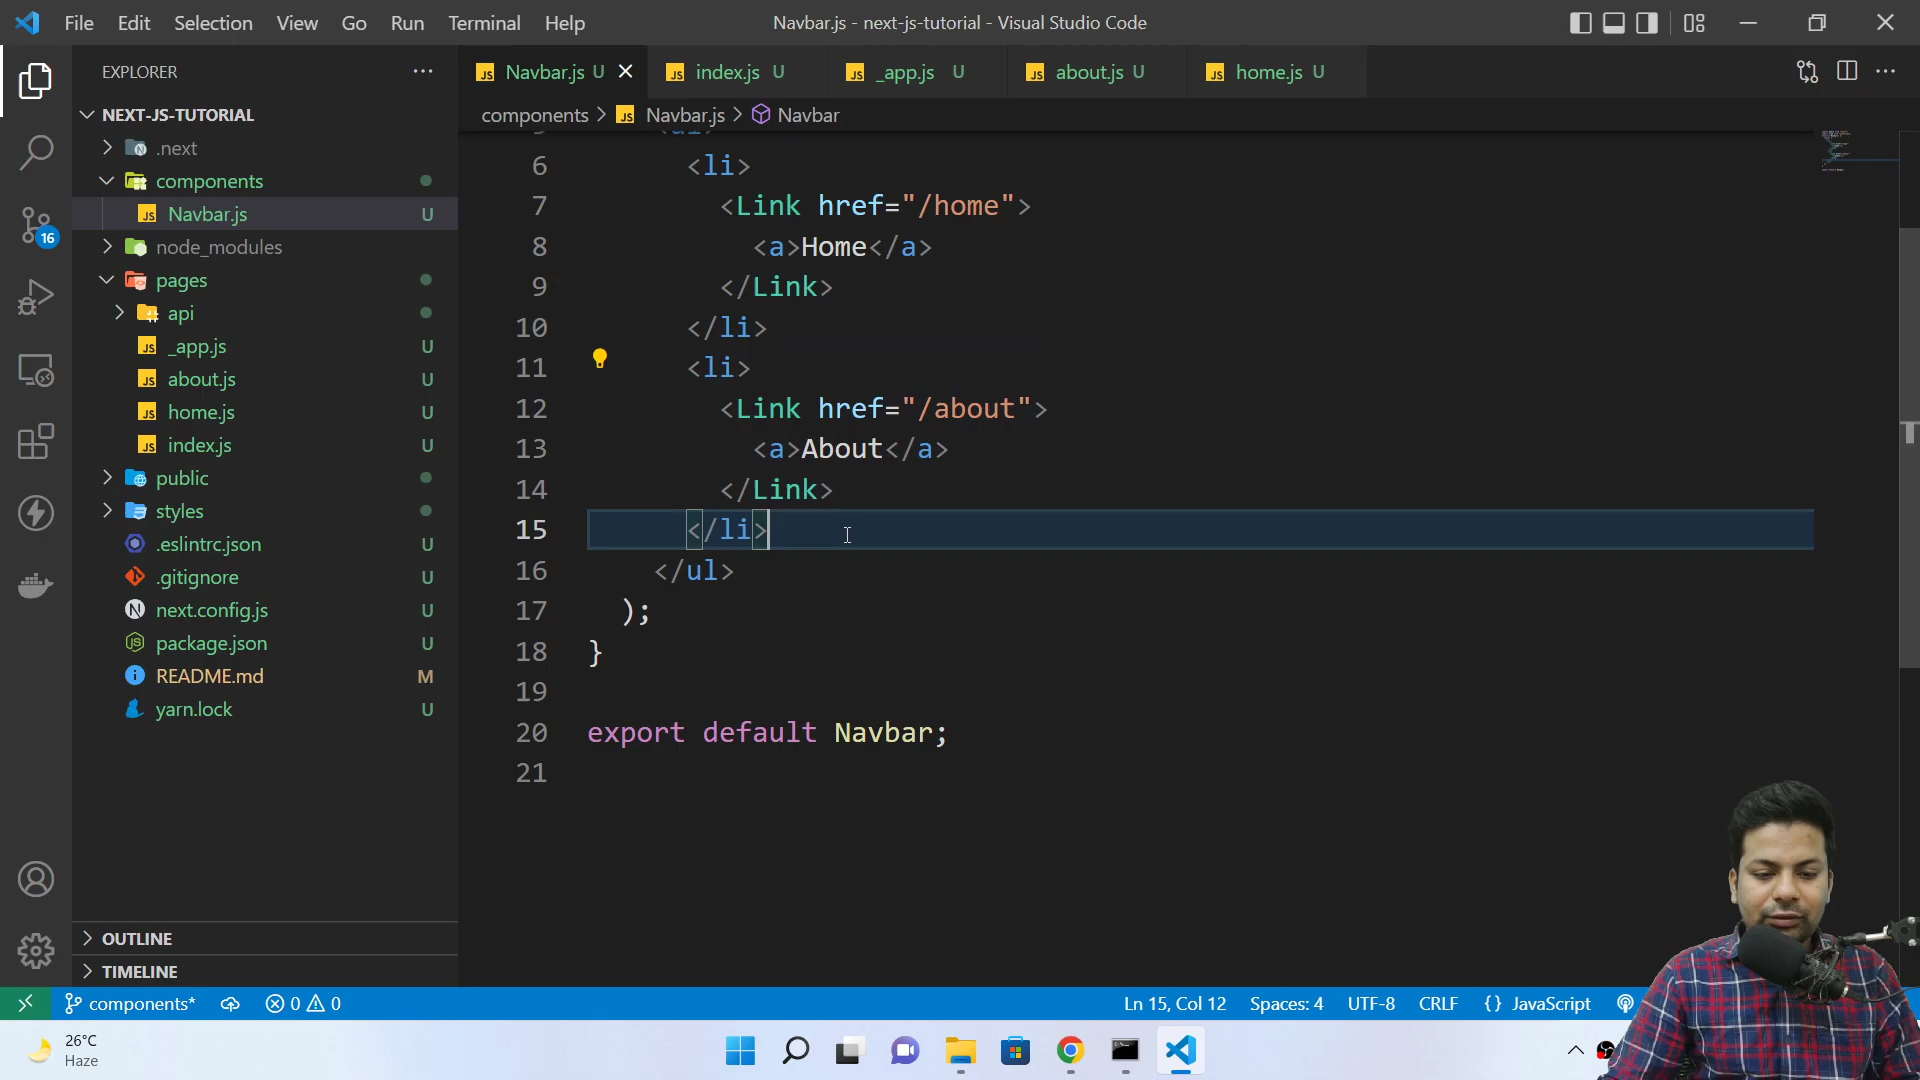 File Edit Selection View Go Run Terminal Help
Navbar.js - next-js-tutorial - Visual Studio Code
EXPLORER
NEXT-JS-TUTORIAL
.next
components
Navbar.js U
node_modules
pages
api
_app.js U
about.js U
home.js U
index.js U
public
styles
.eslintrc.json U
.gitignore U
next.config.js U
package.json U
README.md M
yarn.lock U
OUTLINE
TIMELINE
16
Navbar.js U index.js U _app.js U about.js U home.js U
components > Navbar.js > Navbar
6 <li>
7 <Link href="/home">
8 <a>Home</a>
9 </Link>
10 </li>
11 <li>
12 <Link href="/about">
13 <a>About</a>
14 </Link>
15 </li>
16 </ul>
17 );
18 }
19
20 export default Navbar;
21
components* 0 0 Ln 15, Col 12 Spaces: 4 UTF-8 CRLF {} JavaScript
26°C
Haze